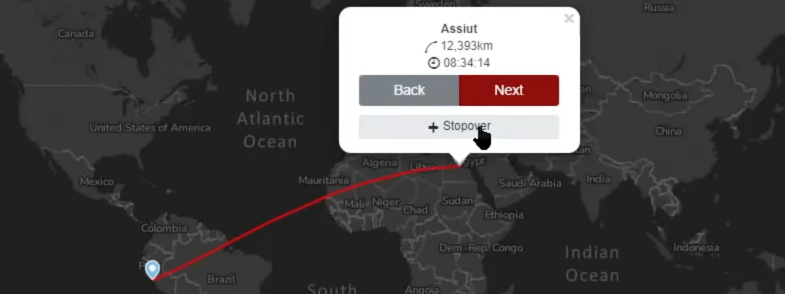 Sweden
Russia
Canada
×
Assiut
12,393km
08:34:14
Back
Next
+ Stopover
North
Atlantic
Ocean
United States of America
Mongolia
China
Mexico
Algeria
Libya
Egypt
Mauritania
Mali
Niger
Chad
Sudan
Saudi Arabia
India
Ethiopia
Colombia
Dem. Rep. Congo
Indian
Ocean
Indonesia
Brazil
South
Angola